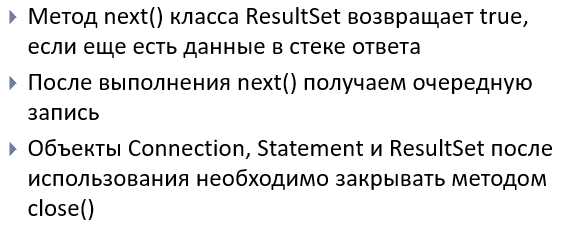 Метод next() класса ResultSet возвращает true,
если еще есть данные в стеке ответа
После выполнения next() получаем очередную
запись
Объекты Connection, Statement и ResultSet после
использования необходимо закрывать методом
close()